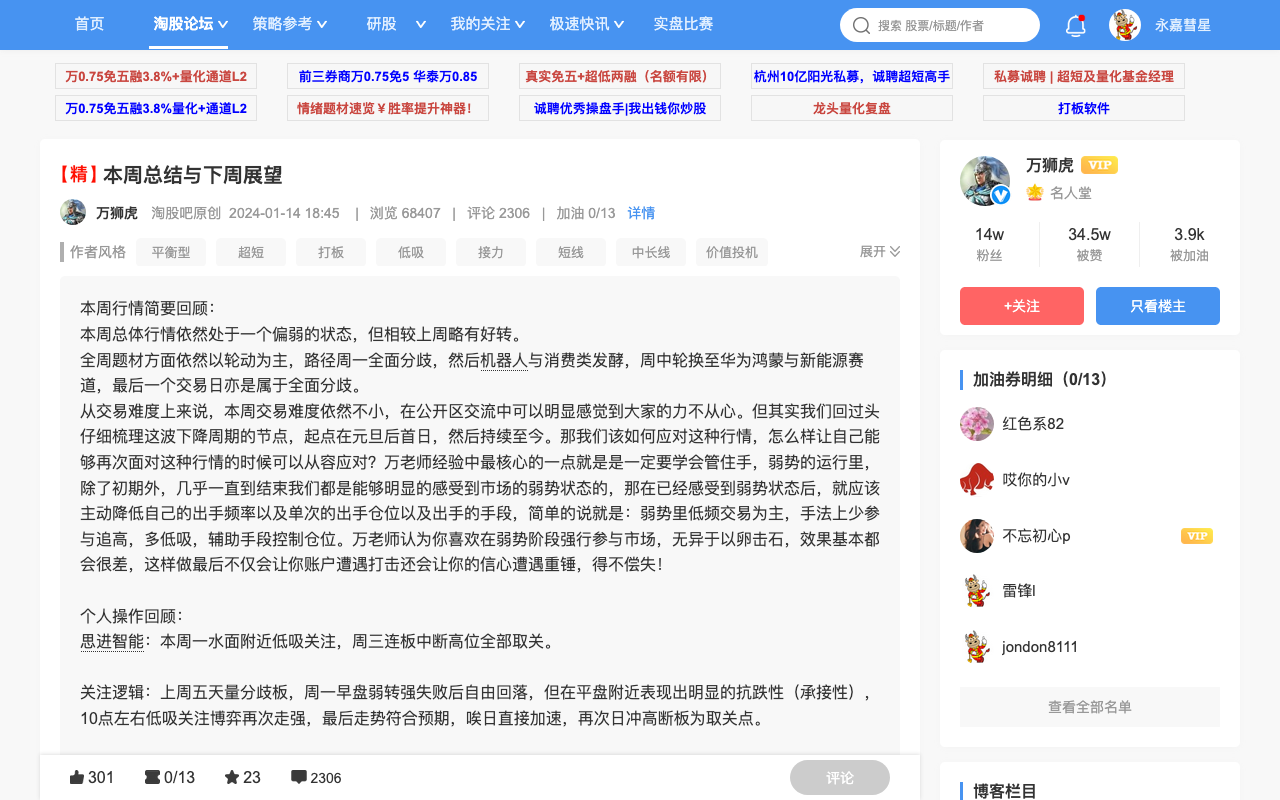 首页 淘股论坛 策略参考 研股 我的关注 极速快讯 实盘比赛 搜索 股票/标题/作者 永嘉彗星
万0.75免五融3.8%+量化通道L2 前三券商万0.75免5 华泰万0.85 真实免五+超低两融（名额有限） 杭州10亿阳光私募，诚聘超短高手 私募诚聘 | 超短及量化基金经理
万0.75免五融3.8%量化+通道L2 情绪题材速览￥胜率提升神器！ 诚聘优秀操盘手|我出钱你炒股 龙头量化复盘 打板软件
【精】本周总结与下周展望
万狮虎 淘股吧原创 2024-01-14 18:45 | 浏览 68407 | 评论 2306 | 加油 0/13 详情
作者风格 平衡型 超短 打板 低吸 接力 短线 中长线 价值投机 展开
本周行情简要回顾：
本周总体行情依然处于一个偏弱的状态，但相较上周略有好转。
全周题材方面依然以轮动为主，路径周一全面分歧，然后机器人与消费类发酵，周中轮换至华为鸿蒙与新能源赛
道，最后一个交易日亦是属于全面分歧。
从交易难度上来说，本周交易难度依然不小，在公开区交流中可以明显感觉到大家的力不从心。但其实我们回过头
仔细梳理这波下降周期的节点，起点在元旦后首日，然后持续至今。那我们该如何应对这种行情，怎么样让自己能
够再次面对这种行情的时候可以从容应对？万老师经验中最核心的一点就是是一定要学会管住手，弱势的运行里，
除了初期外，几乎一直到结束我们都是能够明显的感受到市场的弱势状态的，那在已经感受到弱势状态后，就应该
主动降低自己的出手频率以及单次的出手仓位以及出手的手段，简单的说就是：弱势里低频交易为主，手法上少参
与追高，多低吸，辅助手段控制仓位。万老师认为你喜欢在弱势阶段强行参与市场，无异于以卵击石，效果基本都
会很差，这样做最后不仅会让你账户遭遇打击还会让你的信心遭遇重锤，得不偿失！
个人操作回顾：
思进智能：本周一水面附近低吸关注，周三连板中断高位全部取关。
关注逻辑：上周五天量分歧板，周一早盘弱转强失败后自由回落，但在平盘附近表现出明显的抗跌性（承接性），
10点左右低吸关注博弈再次走强，最后走势符合预期，唉日直接加速，再次日冲高断板为取关点。
301 0/13 23 2306 评论
万狮虎 VIP
名人堂
14w 34.5w 3.9k
粉丝 被赞 被加油
+关注 只看楼主
加油券明细（0/13）
红色系82
哎你的小v
不忘初心p VIP
雷锋l
jondon8111
查看全部名单
博客栏目